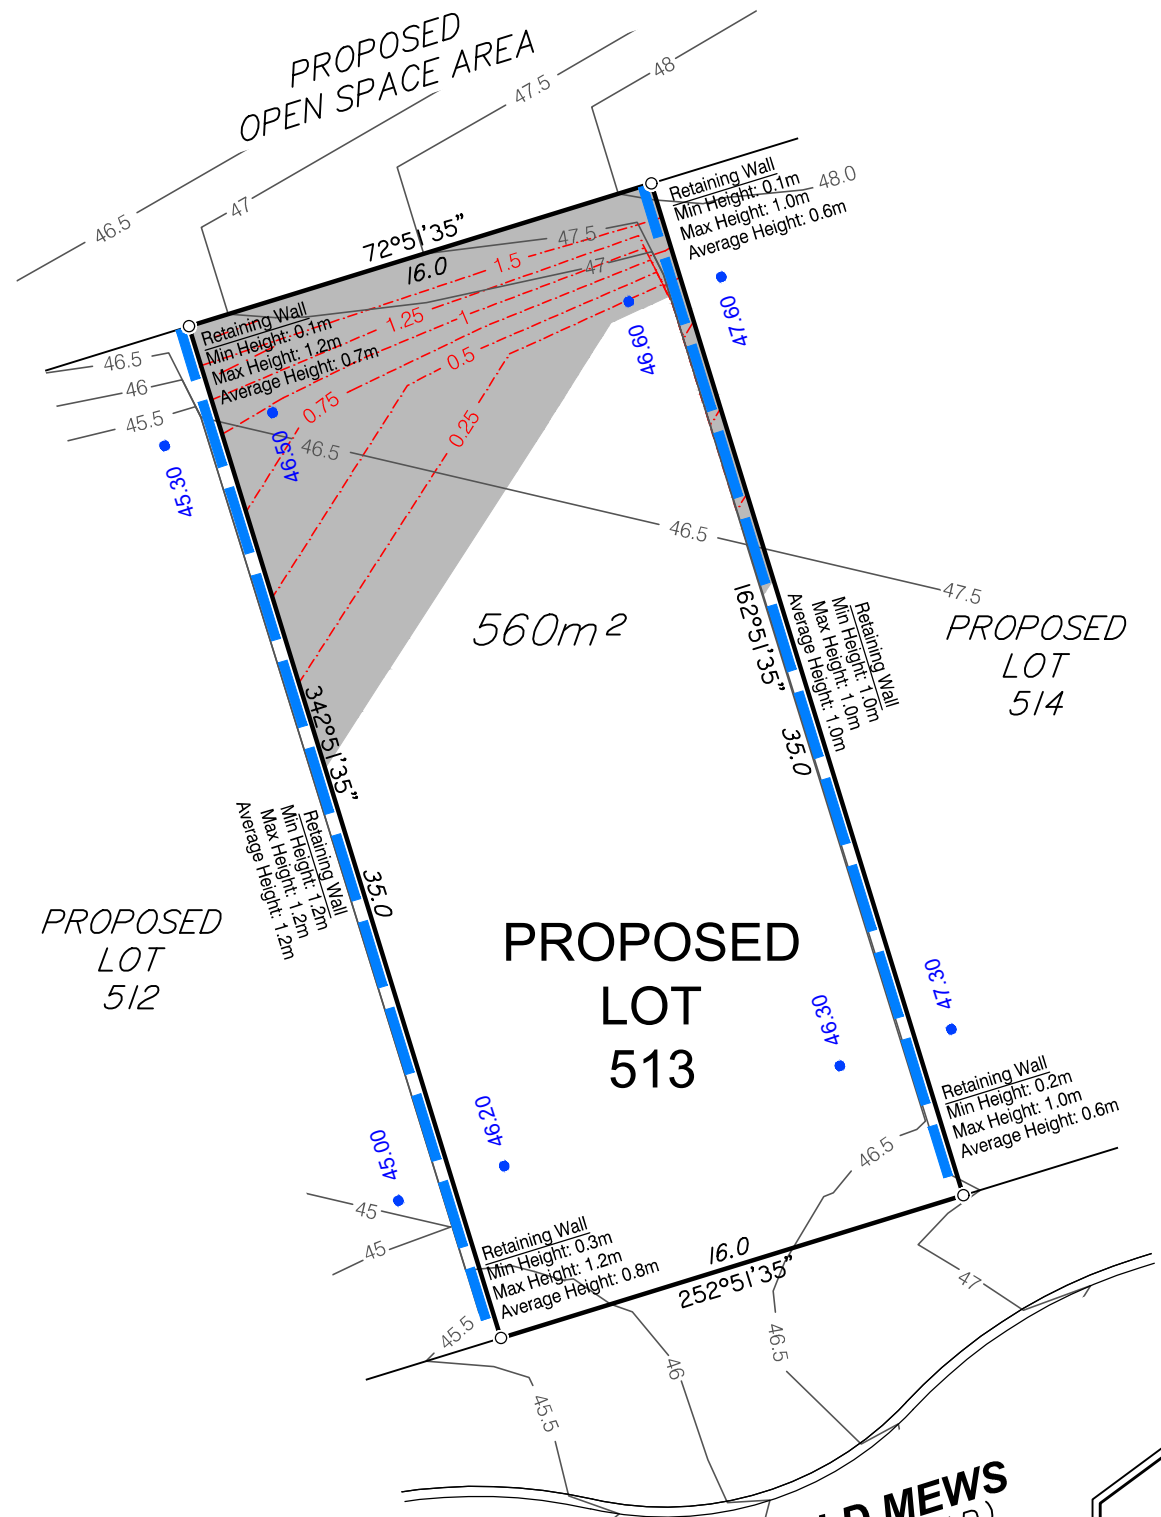 PROPOSED
OPEN SPACE AREA
46.5
47
47.5
48
48.0
72°51'35"
16.0
Retaining Wall
Min Height: 0.1m
Max Height: 1.0m
Average Height: 0.6m
47.5
47
1.5
1.25
1
0.75
0.5
0.25
Retaining Wall
Min Height: 0.1m
Max Height: 1.2m
Average Height: 0.7m
46.5
46
45.5
45.30
46.50
46.60
47.60
46.5
46.5
47.5
560m²
162°51'35"
35.0
Retaining Wall
Min Height: 1.0m
Max Height: 1.0m
Average Height: 1.0m
PROPOSED
LOT
514
342°51'35"
35.0
Retaining Wall
Min Height: 1.2m
Max Height: 1.2m
Average Height: 1.2m
PROPOSED
LOT
512
PROPOSED
LOT
513
46.30
47.30
46.20
45.00
Retaining Wall
Min Height: 0.2m
Max Height: 1.0m
Average Height: 0.6m
46.5
45
45
Retaining Wall
Min Height: 0.3m
Max Height: 1.2m
Average Height: 0.8m
16.0
252°51'35"
47
45.5
45.5
46
46.5
MEWS